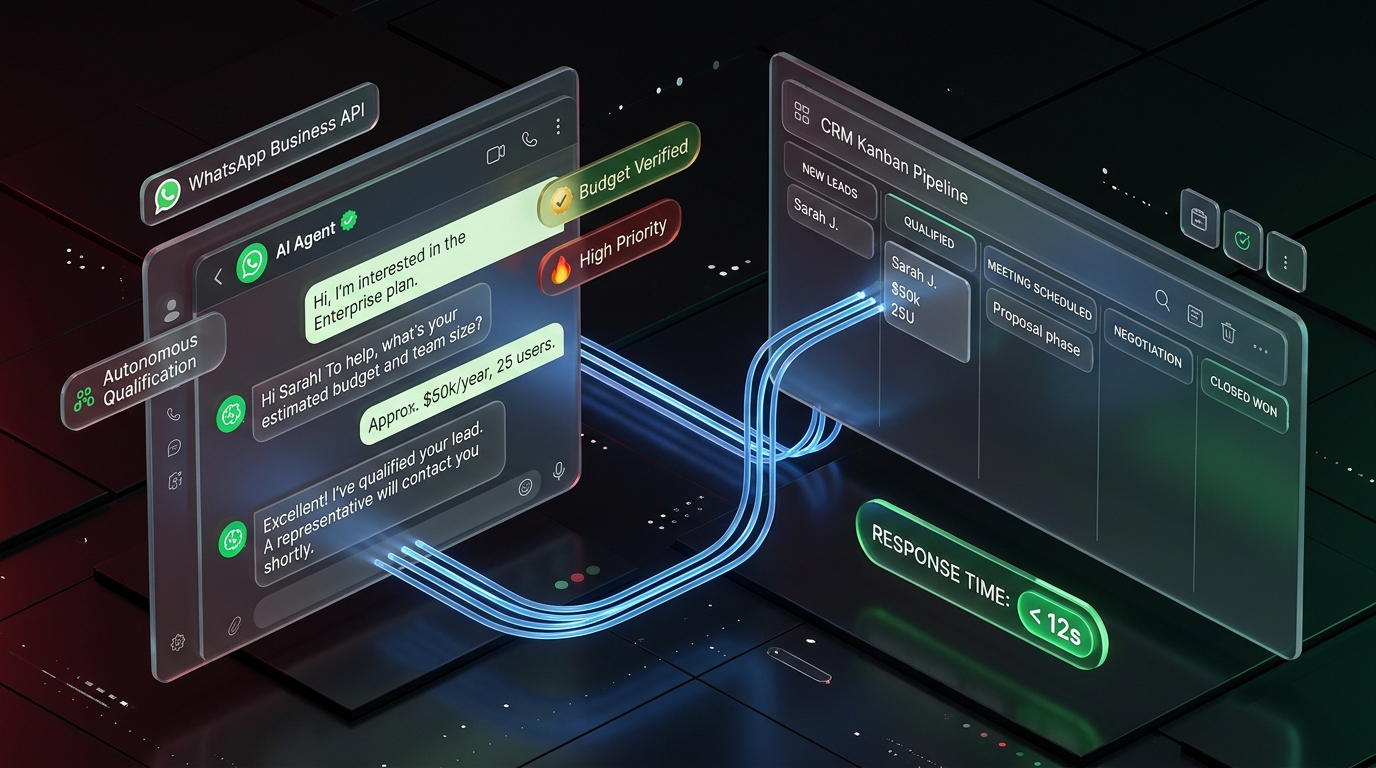 WhatsApp Business API
Budget Verified
High Priority
AI Agent
Hi, I'm interested in the
Enterprise plan.
Hi Sarah! To help, what's your
estimated budget and team size?
Approx. $50k/year, 25 users.
Excellent! I've qualified your lead.
A representative will contact you
shortly.
Autonomous
Qualification
CRM Kanban Pipeline
NEW LEADS
Sarah J.
QUALIFIED
Sarah J.
$50k
2SU
MEETING SCHEDULED
Proposal phase
NEGOTIATION
CLOSED WON
RESPONSE TIME: < 12s